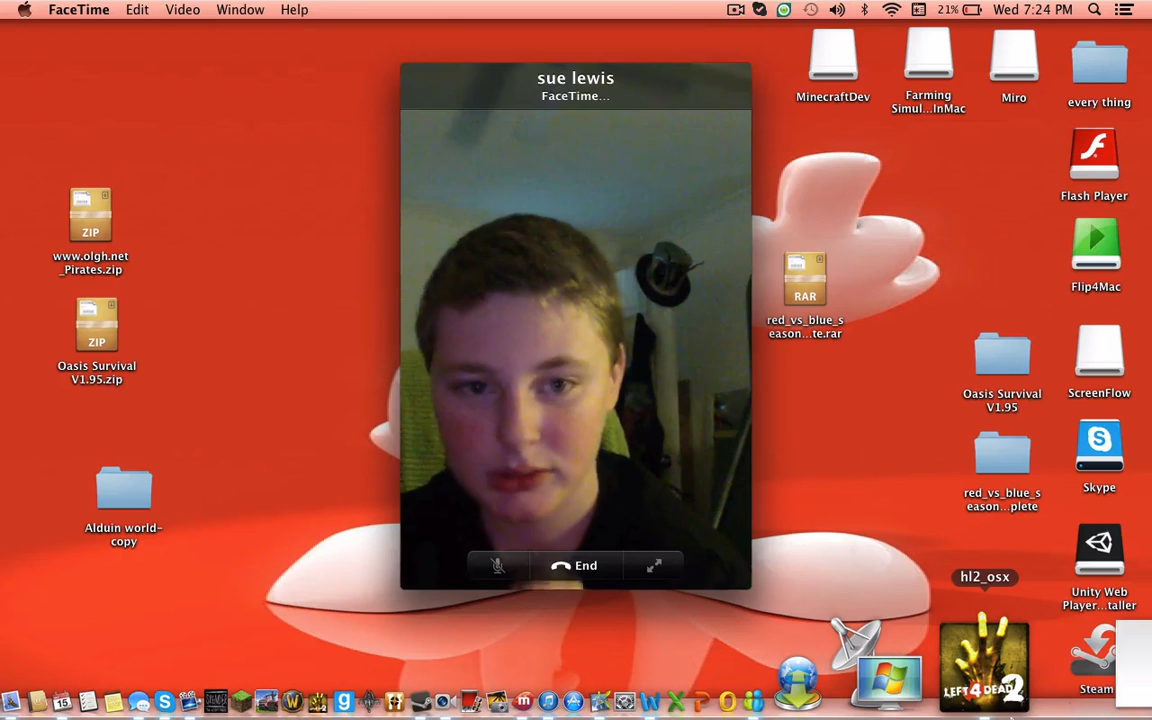 FaceTime Edit Video Window Help
21% Wed 7:24 PM
sue lewis
FaceTime...
MinecraftDev
Farming
Simul...InMac
Miro
every thing
Flash Player
ZIP
www.olgh.net
_Pirates.zip
RAR
red_vs_blue_s
eason...te.rar
Flip4Mac
ZIP
Oasis Survival
V1.95.zip
Oasis Survival
V1.95
ScreenFlow
Skype
red_vs_blue_s
eason...plete
Alduin world-
copy
End
hl2_osx
Unity Web
Player...taller
LEFT 4 DEAD 2
Steam
15